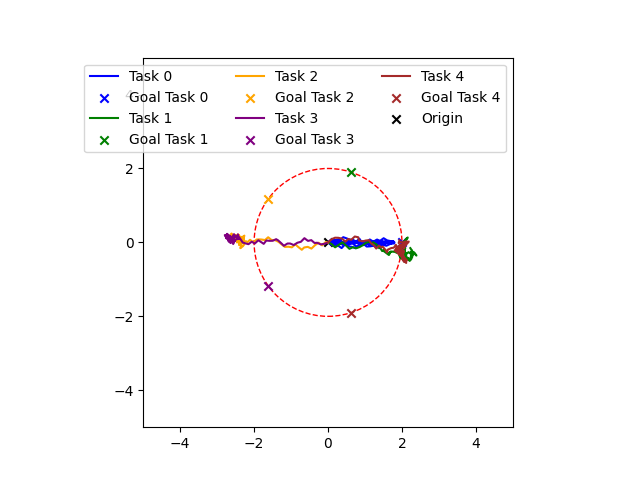 Task 0
Goal Task 0
Task 1
Goal Task 1
Task 2
Goal Task 2
Task 3
Goal Task 3
Task 4
Goal Task 4
Origin
4
2
0
−2
−4
−4 −2 0 2 4